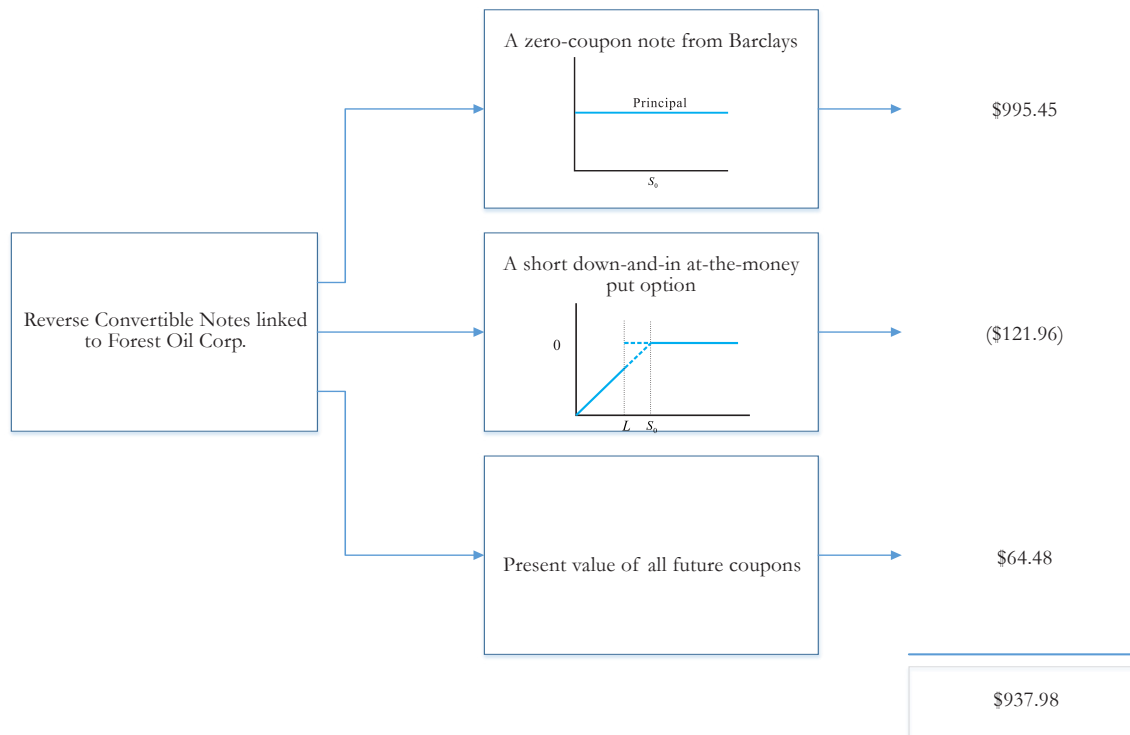 A zero-coupon note from Barclays
Principal
S₀
$995.45
Reverse Convertible Notes linked
to Forest Oil Corp.
A short down-and-in at-the-money
put option
0
L S₀
($121.96)
Present value of all future coupons
$64.48
$937.98